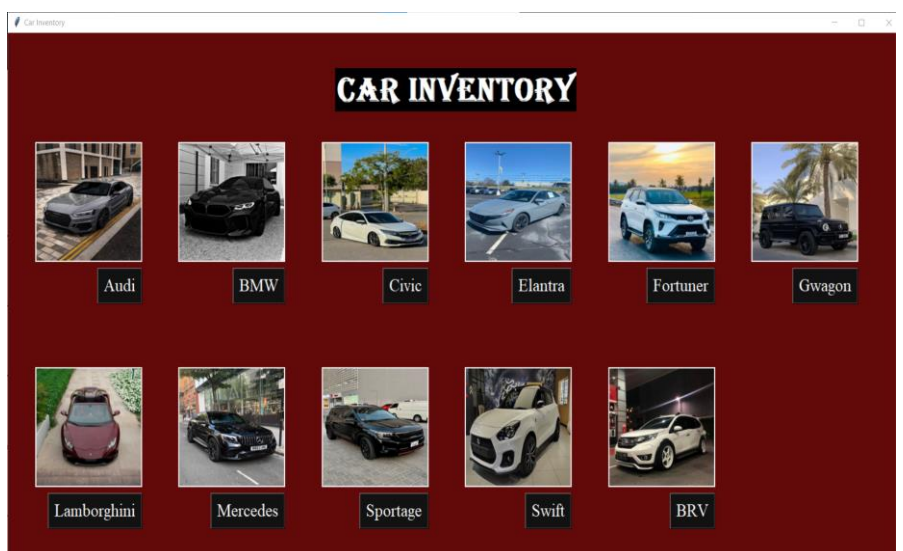 Car Inventory
CAR INVENTORY
Audi
BMW
Civic
Elantra
Fortuner
Gwagon
Lamborghini
Mercedes
Sportage
Swift
BRV